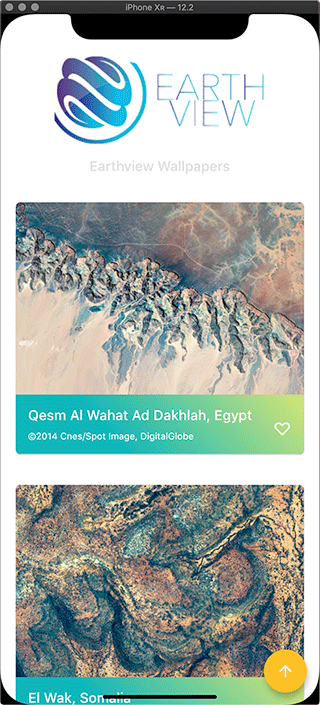 iPhone XR — 12.2
EARTH
VIEW
Earthview Wallpapers
Qesm Al Wahat Ad Dakhlah, Egypt
©2014 Cnes/Spot Image, DigitalGlobe
El Wak, Somalia